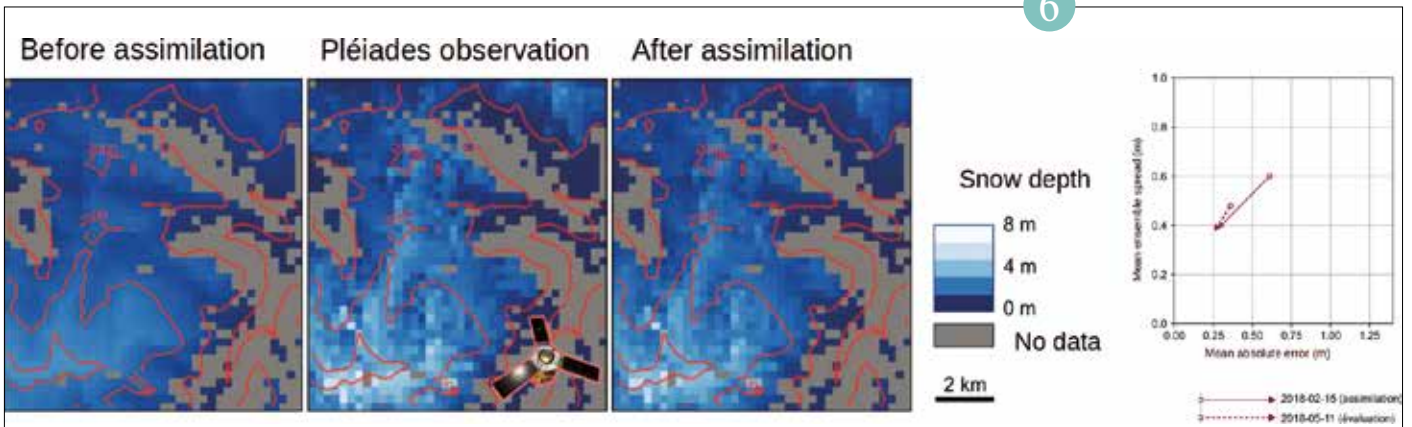 6
Before assimilation
Pléiades observation
After assimilation
Snow depth
8 m
4 m
0 m
No data
2 km
1.0
0.8
0.6
0.4
0.2
0.0
0.00 0.25 0.50 0.75 1.00 1.25
Mean ensemble spread (m)
Mean absolute error (m)
2018-02-15 (assimilation)
2018-05-11 (évaluation)